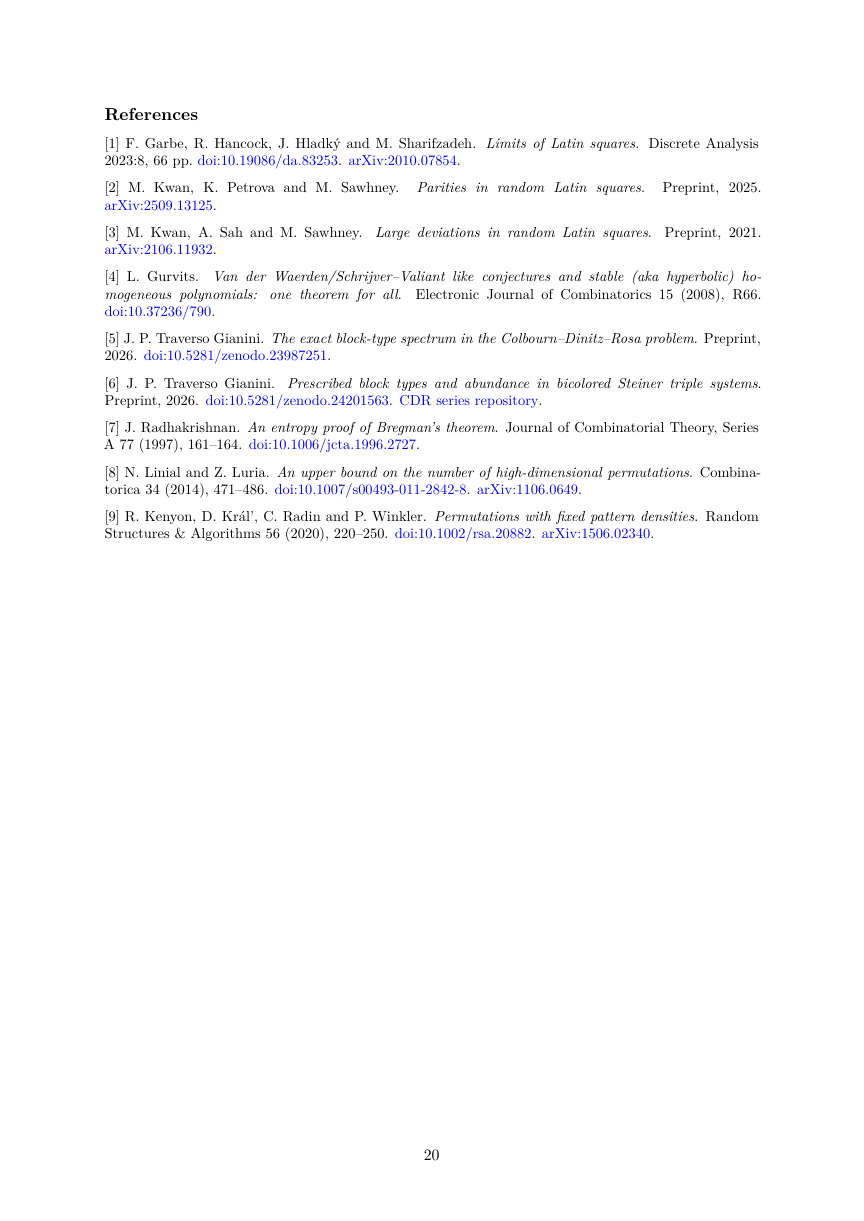 References
[1] F. Garbe, R. Hancock, J. Hladký and M. Sharifzadeh. Limits of Latin squares. Discrete Analysis
2023:8, 66 pp. doi:10.19086/da.83253. arXiv:2010.07854.
[2] M. Kwan, K. Petrova and M. Sawhney. Parities in random Latin squares. Preprint, 2025.
arXiv:2509.13125.
[3] M. Kwan, A. Sah and M. Sawhney. Large deviations in random Latin squares. Preprint, 2021.
arXiv:2106.11932.
[4] L. Gurvits. Van der Waerden/Schrijver–Valiant like conjectures and stable (aka hyperbolic) ho-
mogeneous polynomials: one theorem for all. Electronic Journal of Combinatorics 15 (2008), R66.
doi:10.37236/790.
[5] J. P. Traverso Gianini. The exact block-type spectrum in the Colbourn–Dinitz–Rosa problem. Preprint,
2026. doi:10.5281/zenodo.23987251.
[6] J. P. Traverso Gianini. Prescribed block types and abundance in bicolored Steiner triple systems.
Preprint, 2026. doi:10.5281/zenodo.24201563. CDR series repository.
[7] J. Radhakrishnan. An entropy proof of Bregman's theorem. Journal of Combinatorial Theory, Series
A 77 (1997), 161–164. doi:10.1006/jcta.1996.2727.
[8] N. Linial and Z. Luria. An upper bound on the number of high-dimensional permutations. Combina-
torica 34 (2014), 471–486. doi:10.1007/s00493-011-2842-8. arXiv:1106.0649.
[9] R. Kenyon, D. Král', C. Radin and P. Winkler. Permutations with fixed pattern densities. Random
Structures & Algorithms 56 (2020), 220–250. doi:10.1002/rsa.20882. arXiv:1506.02340.
20